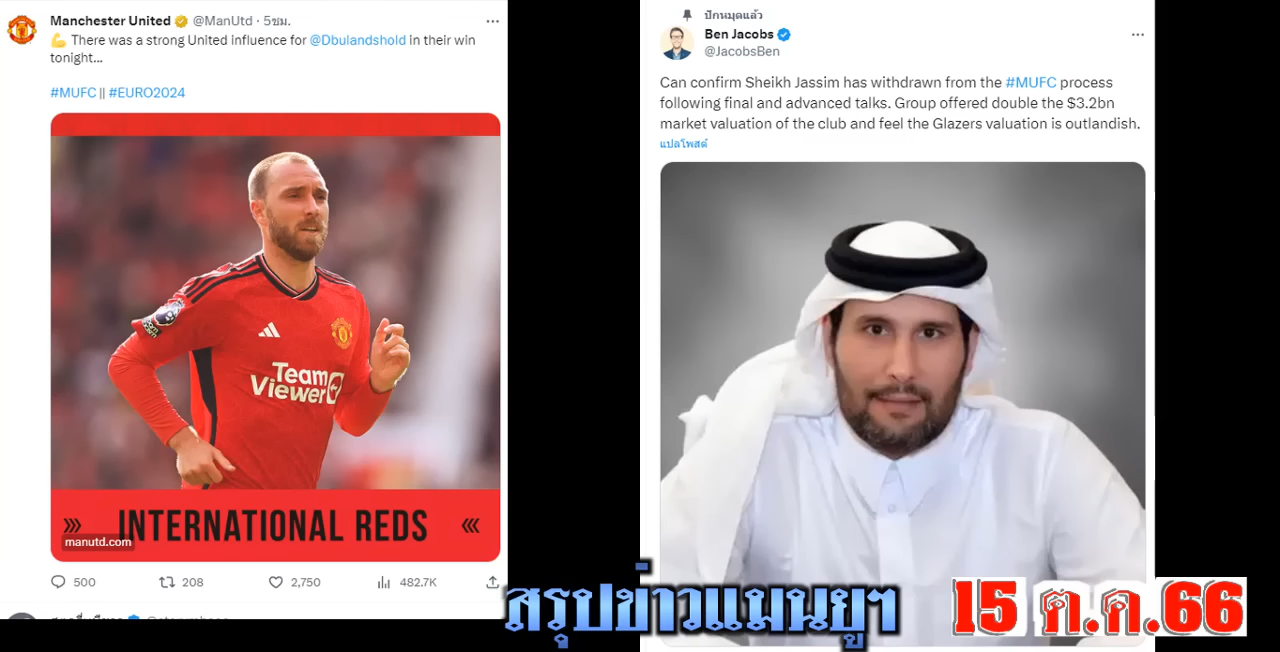 Manchester United @ManUtd · 5ชม.
💪 There was a strong United influence for @Dbulandshold in their win
tonight...
#MUFC || #EURO2024
TeamViewer
INTERNATIONAL REDS
manutd.com
500 208 2,750 482.7K
ปักหมุดแล้ว
Ben Jacobs
@JacobsBen
Can confirm Sheikh Jassim has withdrawn from the #MUFC process
following final and advanced talks. Group offered double the $3.2bn
market valuation of the club and feel the Glazers valuation is outlandish.
แปลโพสต์
สรุปข่าวแมนยูฯ 15 ต.ค.66